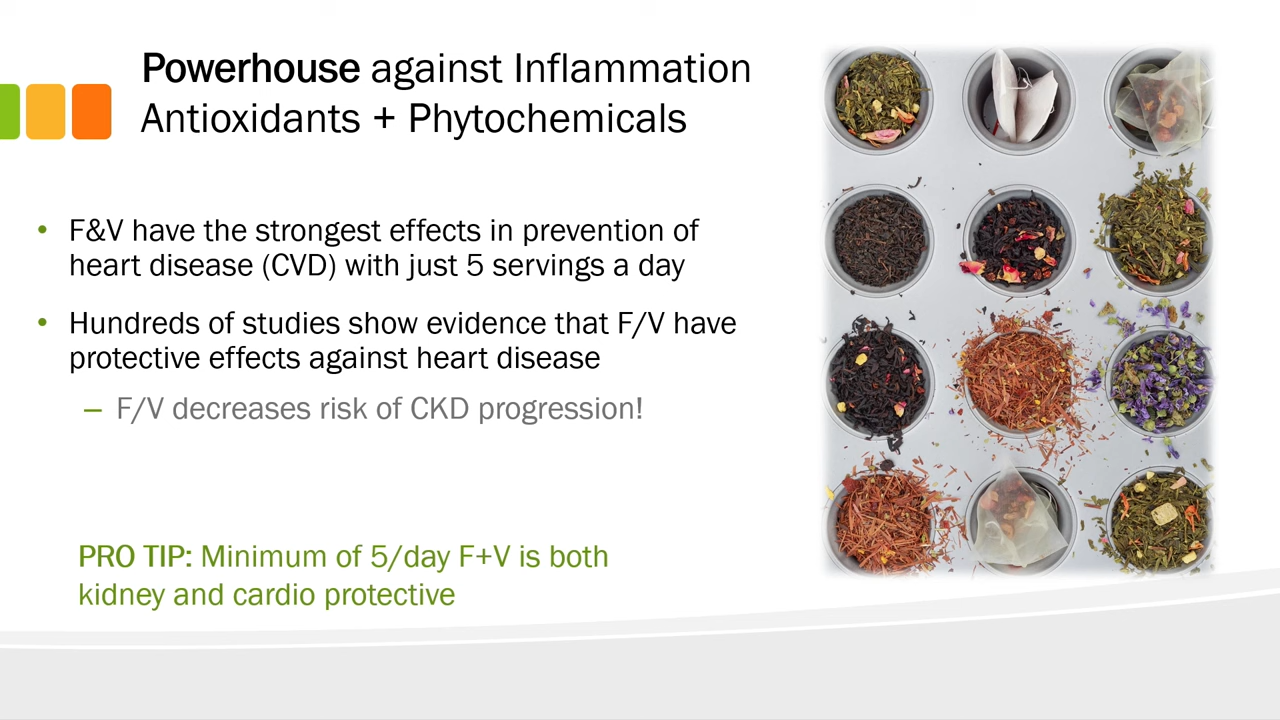 Powerhouse against Inflammation
Antioxidants + Phytochemicals
• F&V have the strongest effects in prevention of
heart disease (CVD) with just 5 servings a day
• Hundreds of studies show evidence that F/V have
protective effects against heart disease
– F/V decreases risk of CKD progression!
PRO TIP: Minimum of 5/day F+V is both
kidney and cardio protective